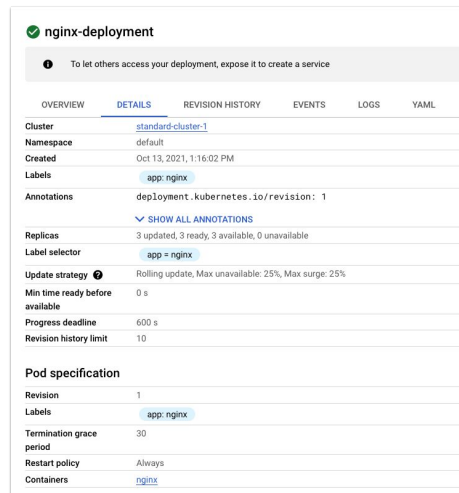 nginx-deployment
To let others access your deployment, expose it to create a service
OVERVIEW DETAILS REVISION HISTORY EVENTS LOGS YAML
Cluster standard-cluster-1
Namespace default
Created Oct 13, 2021, 1:16:02 PM
Labels app: nginx
Annotations deployment.kubernetes.io/revision: 1
SHOW ALL ANNOTATIONS
Replicas 3 updated, 3 ready, 3 available, 0 unavailable
Label selector app = nginx
Update strategy ? Rolling update, Max unavailable: 25%, Max surge: 25%
Min time ready before 0 s
available
Progress deadline 600 s
Revision history limit 10
Pod specification
Revision 1
Labels app: nginx
Termination grace 30
period
Restart policy Always
Containers nginx